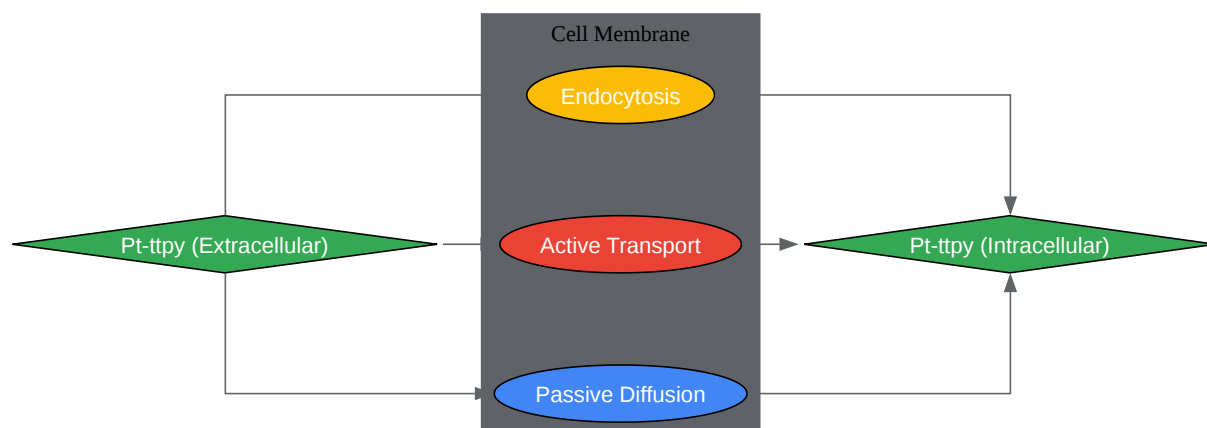 Cell Membrane
Endocytosis
Pt-ttpy (Extracellular)
Active Transport
Pt-ttpy (Intracellular)
Passive Diffusion